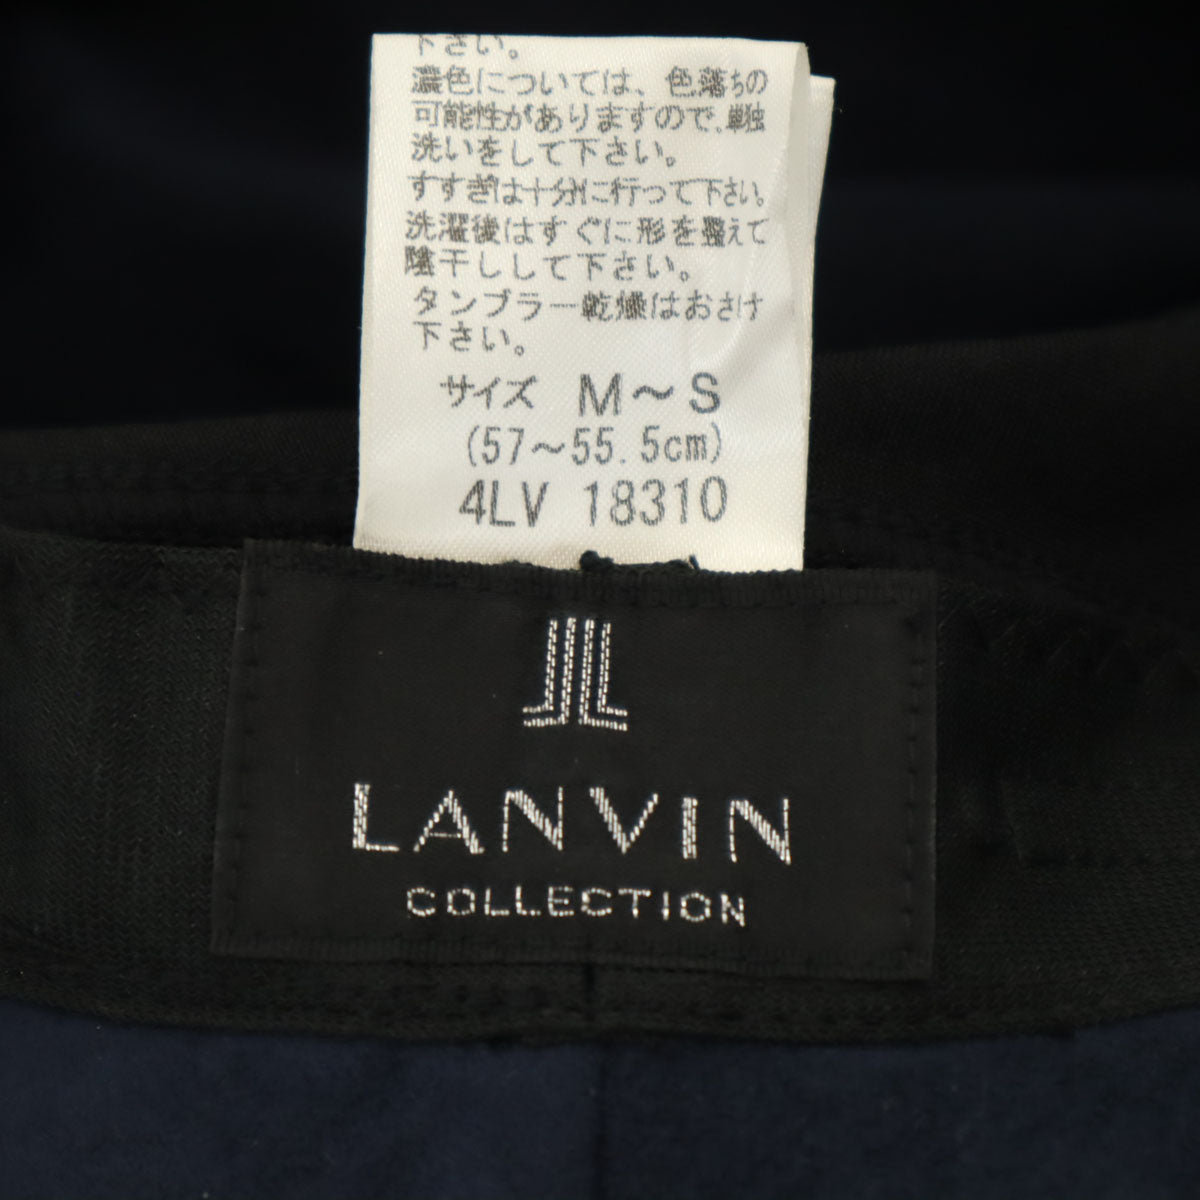 下さい。
濃色については、色落ちの
可能性がありますので、単独
洗いをして下さい。
すすぎは十分に行って下さい。
洗濯後はすぐに形を整えて
陰干しして下さい。
タンブラー乾燥はおさけ
下さい。
サイズ M～S
(57～55.5cm)
4LV 18310
LANVIN
COLLECTION